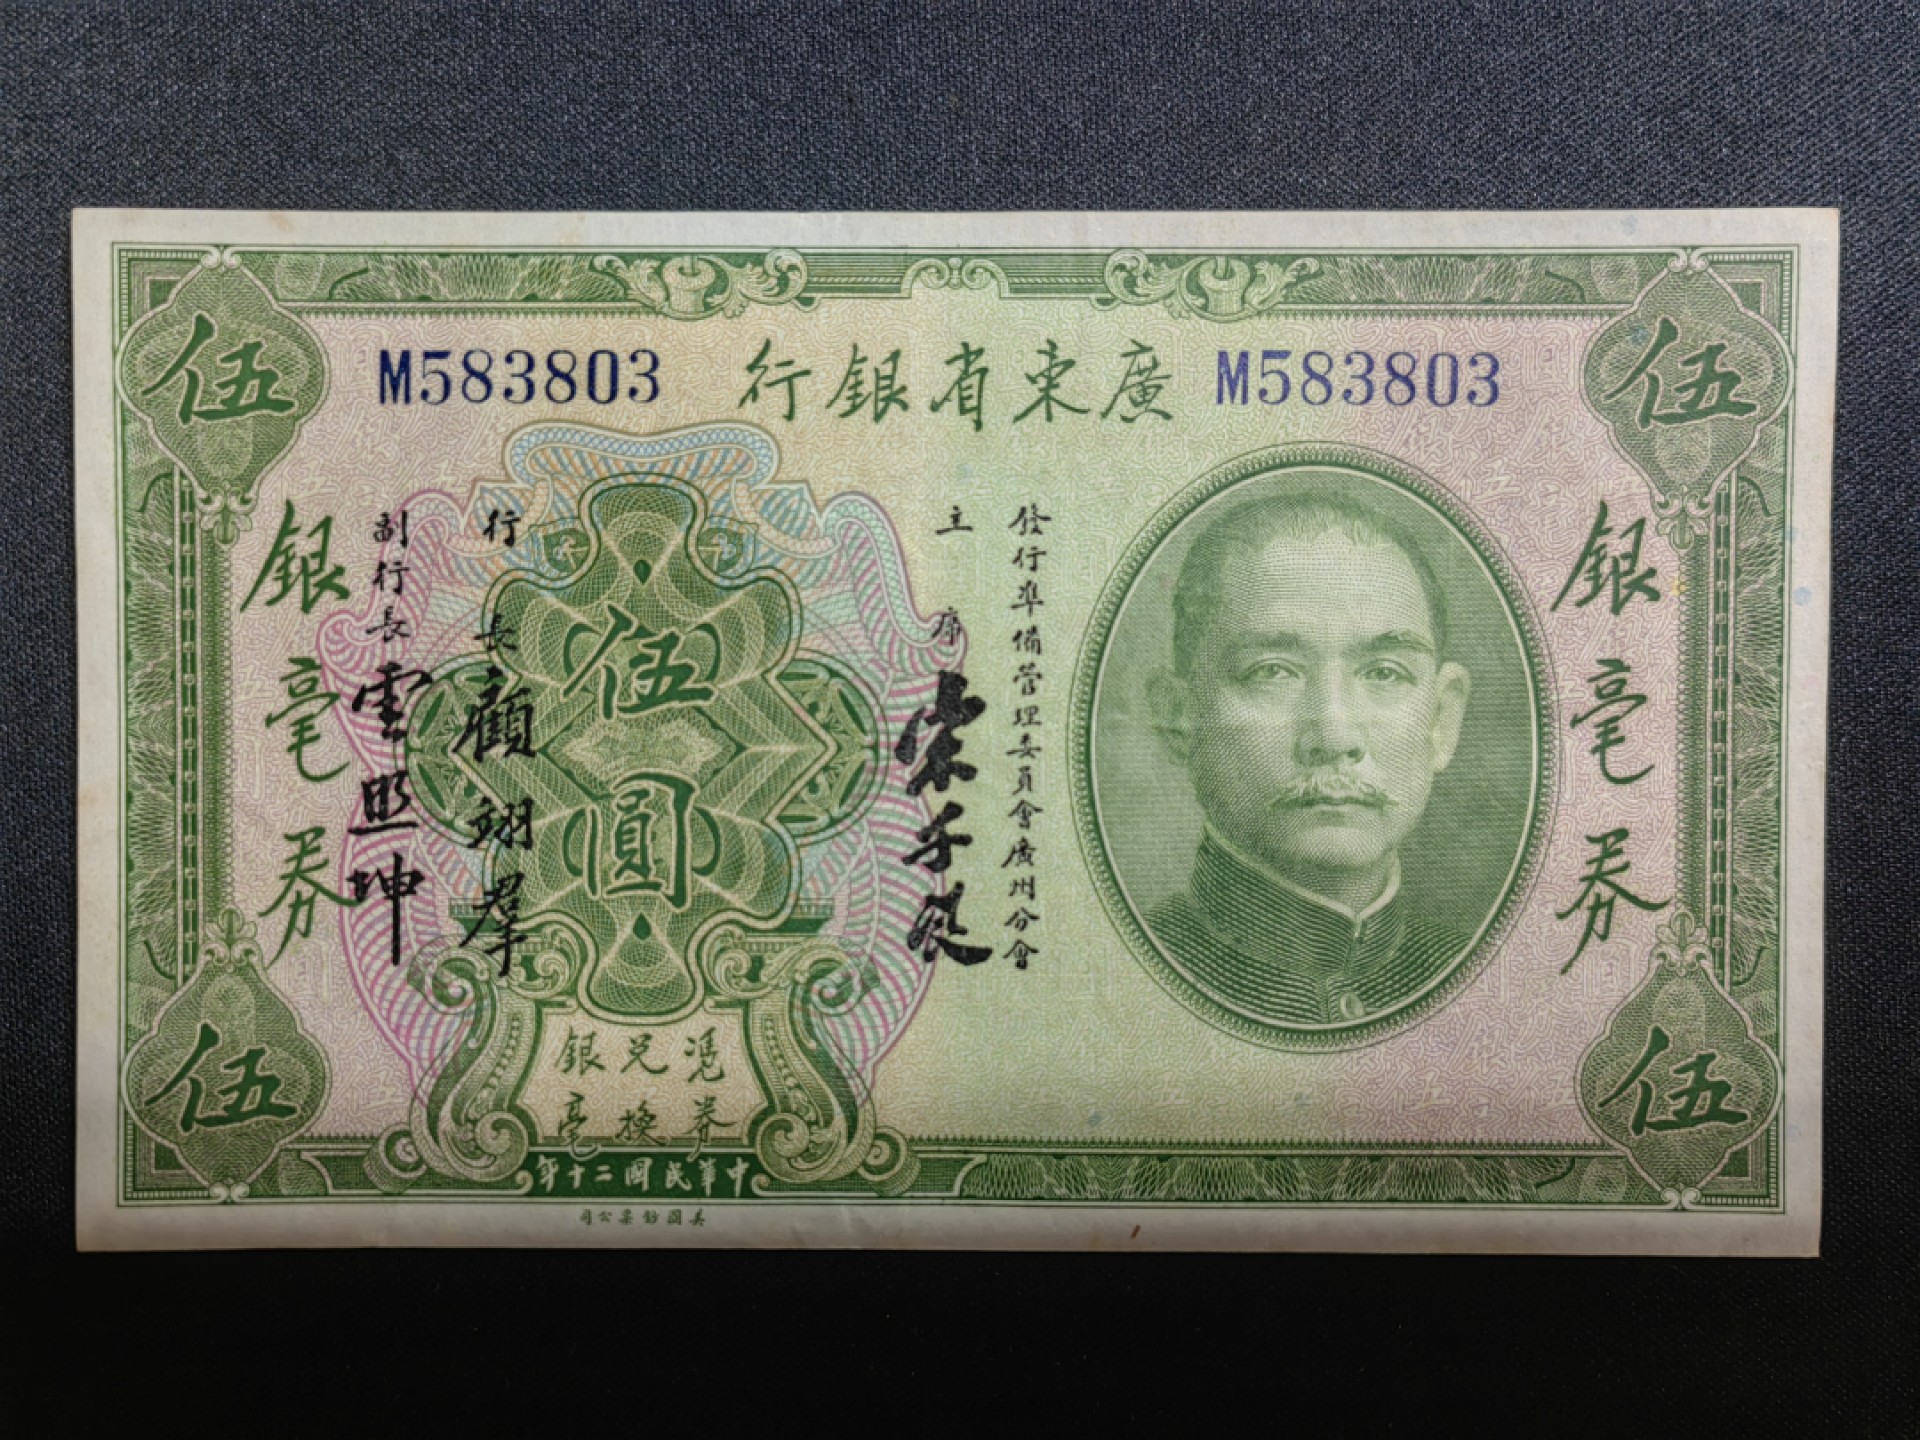 廣東省銀行
M583803
M583803
伍
伍
銀毫券
銀毫券
發行準備管理委員會廣州分會
主席
宋子良
行長
顧翊羣
副行長
雲照坤
伍圓
憑券
兌換
銀毫
伍
伍
中華民國二十年
美國鈔票公司